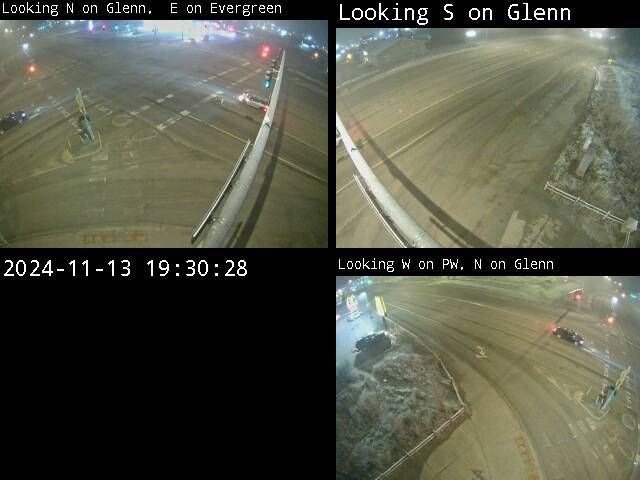 Looking N on Glenn,  E on Evergreen
Looking S on Glenn
2024-11-13 19:30:28
Looking W on PW, N on Glenn